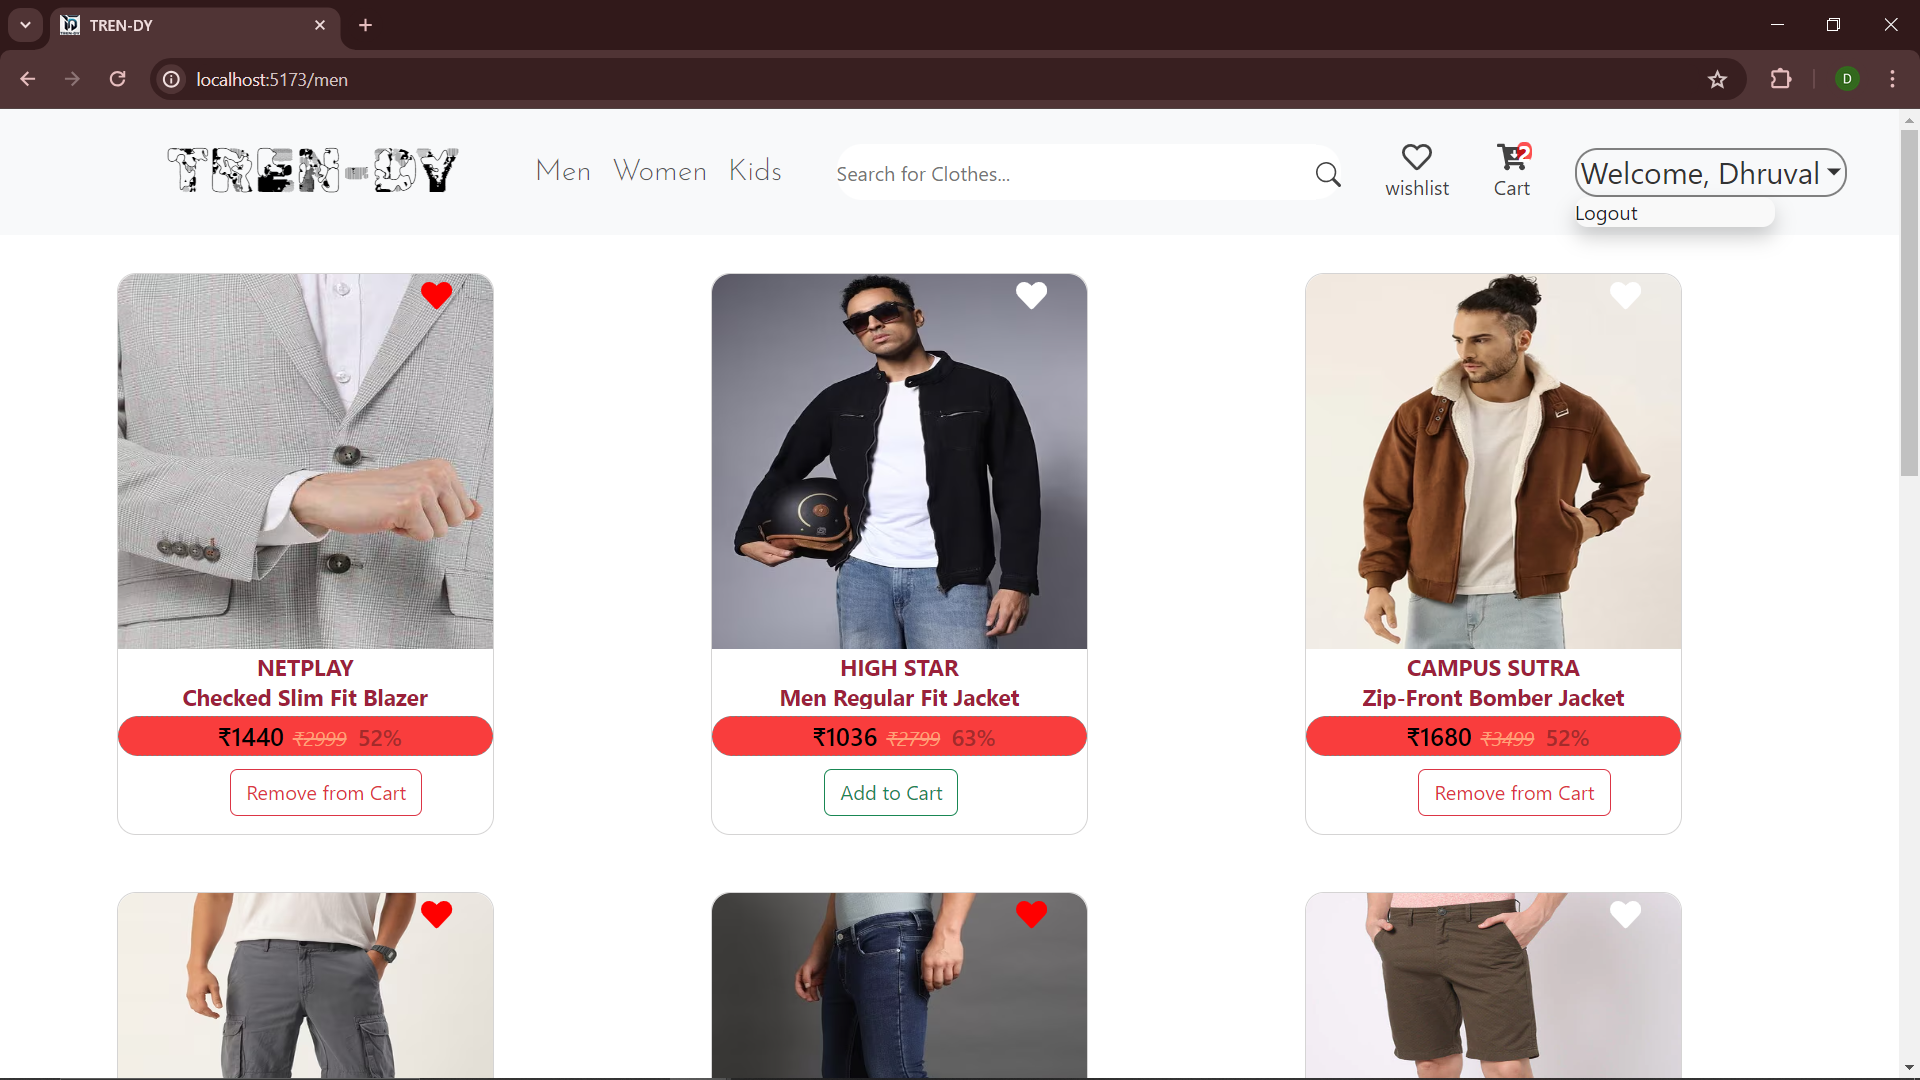 TREN-DY
localhost:5173/men
D
TREN-DY
Men Women Kids
Search for Clothes...
wishlist
2
Cart
Welcome, Dhruval
Logout
NETPLAY
Checked Slim Fit Blazer
₹1440 ₹2999 52%
Remove from Cart
HIGH STAR
Men Regular Fit Jacket
₹1036 ₹2799 63%
Add to Cart
CAMPUS SUTRA
Zip-Front Bomber Jacket
₹1680 ₹3499 52%
Remove from Cart